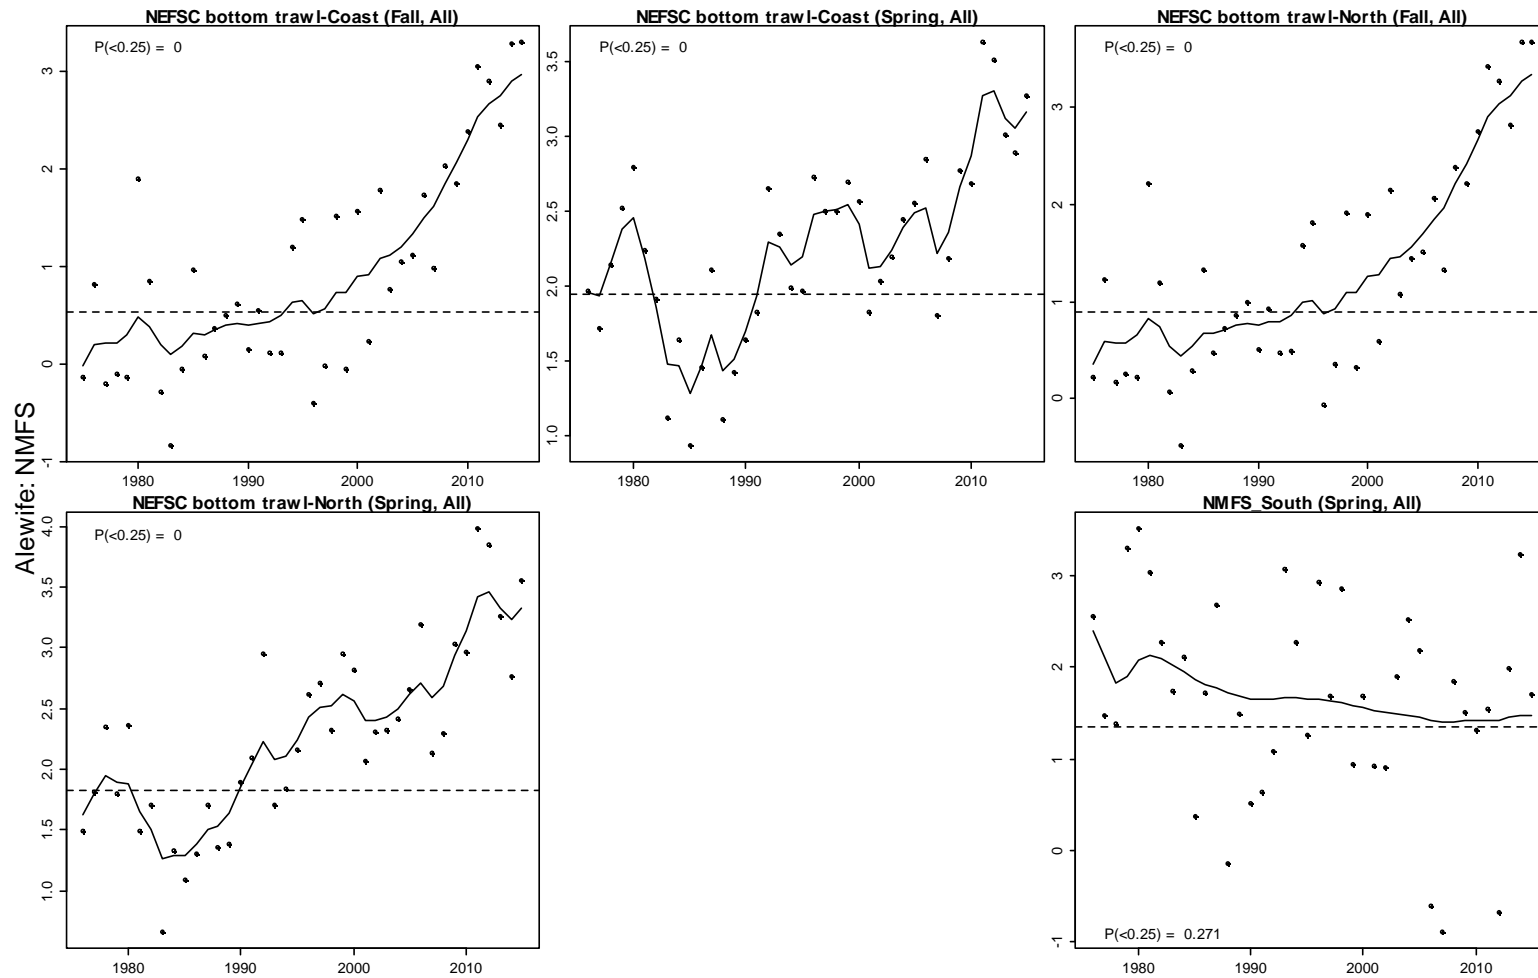 NEFSC bottom trawl-Coast (Fall, All)
P(<0.25) = 0
3
2
1
0
-1
1980 1990 2000 2010
NEFSC bottom trawl-Coast (Spring, All)
P(<0.25) = 0
3.5
3.0
2.5
2.0
1.5
1.0
1980 1990 2000 2010
NEFSC bottom trawl-North (Fall, All)
P(<0.25) = 0
3
2
1
0
1980 1990 2000 2010
Alewife: NMFS
NEFSC bottom trawl-North (Spring, All)
P(<0.25) = 0
4.0
3.5
3.0
2.5
2.0
1.5
1.0
1980 1990 2000 2010
NMFS_South (Spring, All)
3
2
1
0
-1
P(<0.25) = 0.271
1980 1990 2000 2010